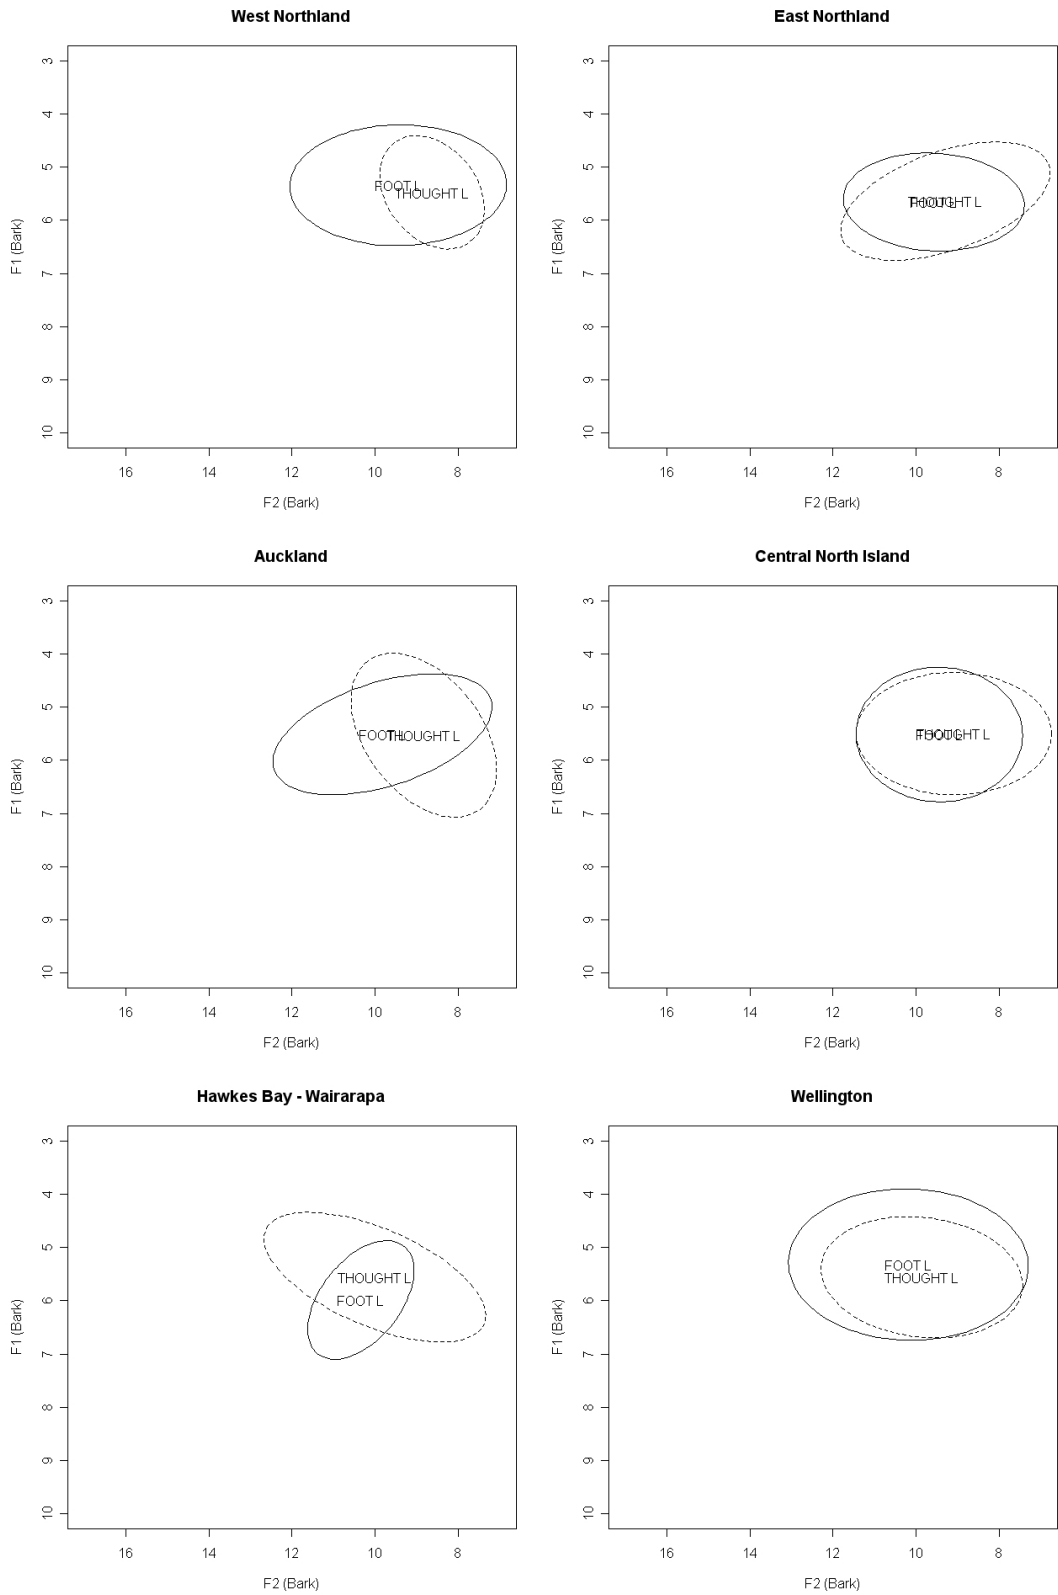 West Northland
3
4
5
6
7
8
9
10
F1 (Bark)
FOOT L
THOUGHT L
16 14 12 10 8
F2 (Bark)
East Northland
3
4
5
6
7
8
9
10
F1 (Bark)
THOUGHT L
FOOT L
16 14 12 10 8
F2 (Bark)
Auckland
3
4
5
6
7
8
9
10
F1 (Bark)
FOOT L
THOUGHT L
16 14 12 10 8
F2 (Bark)
Central North Island
3
4
5
6
7
8
9
10
F1 (Bark)
THOUGHT L
FOOT L
16 14 12 10 8
F2 (Bark)
Hawkes Bay - Wairarapa
3
4
5
6
7
8
9
10
F1 (Bark)
THOUGHT L
FOOT L
16 14 12 10 8
F2 (Bark)
Wellington
3
4
5
6
7
8
9
10
F1 (Bark)
FOOT L
THOUGHT L
16 14 12 10 8
F2 (Bark)